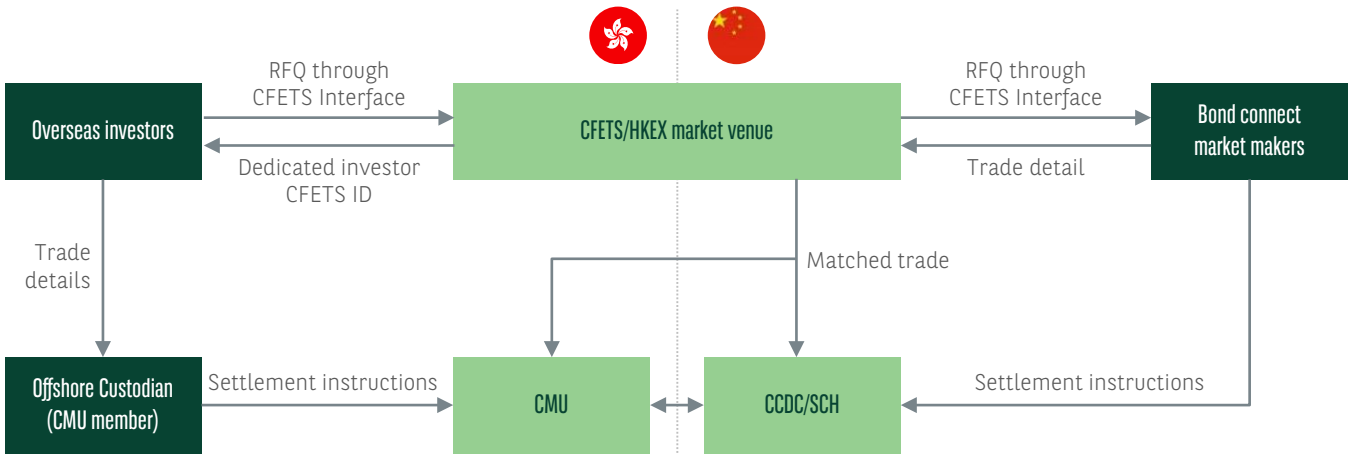 RFQ through
CFETS Interface
RFQ through
CFETS Interface
Overseas investors
CFETS/HKEX market venue
Bond connect
market makers
Dedicated investor
CFETS ID
Trade detail
Trade
details
Matched trade
Offshore Custodian
(CMU member)
Settlement instructions
CMU
CCDC/SCH
Settlement instructions